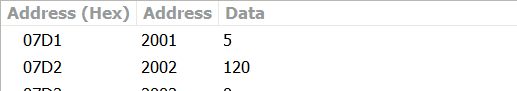 Address (Hex) Address Data
07D1 2001 5
07D2 2002 120